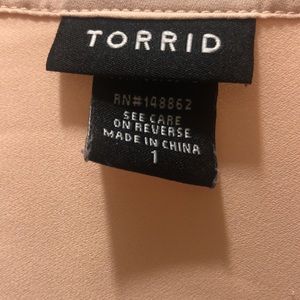 TORRID
RN#148862
SEE CARE
ON REVERSE
MADE IN CHINA
1